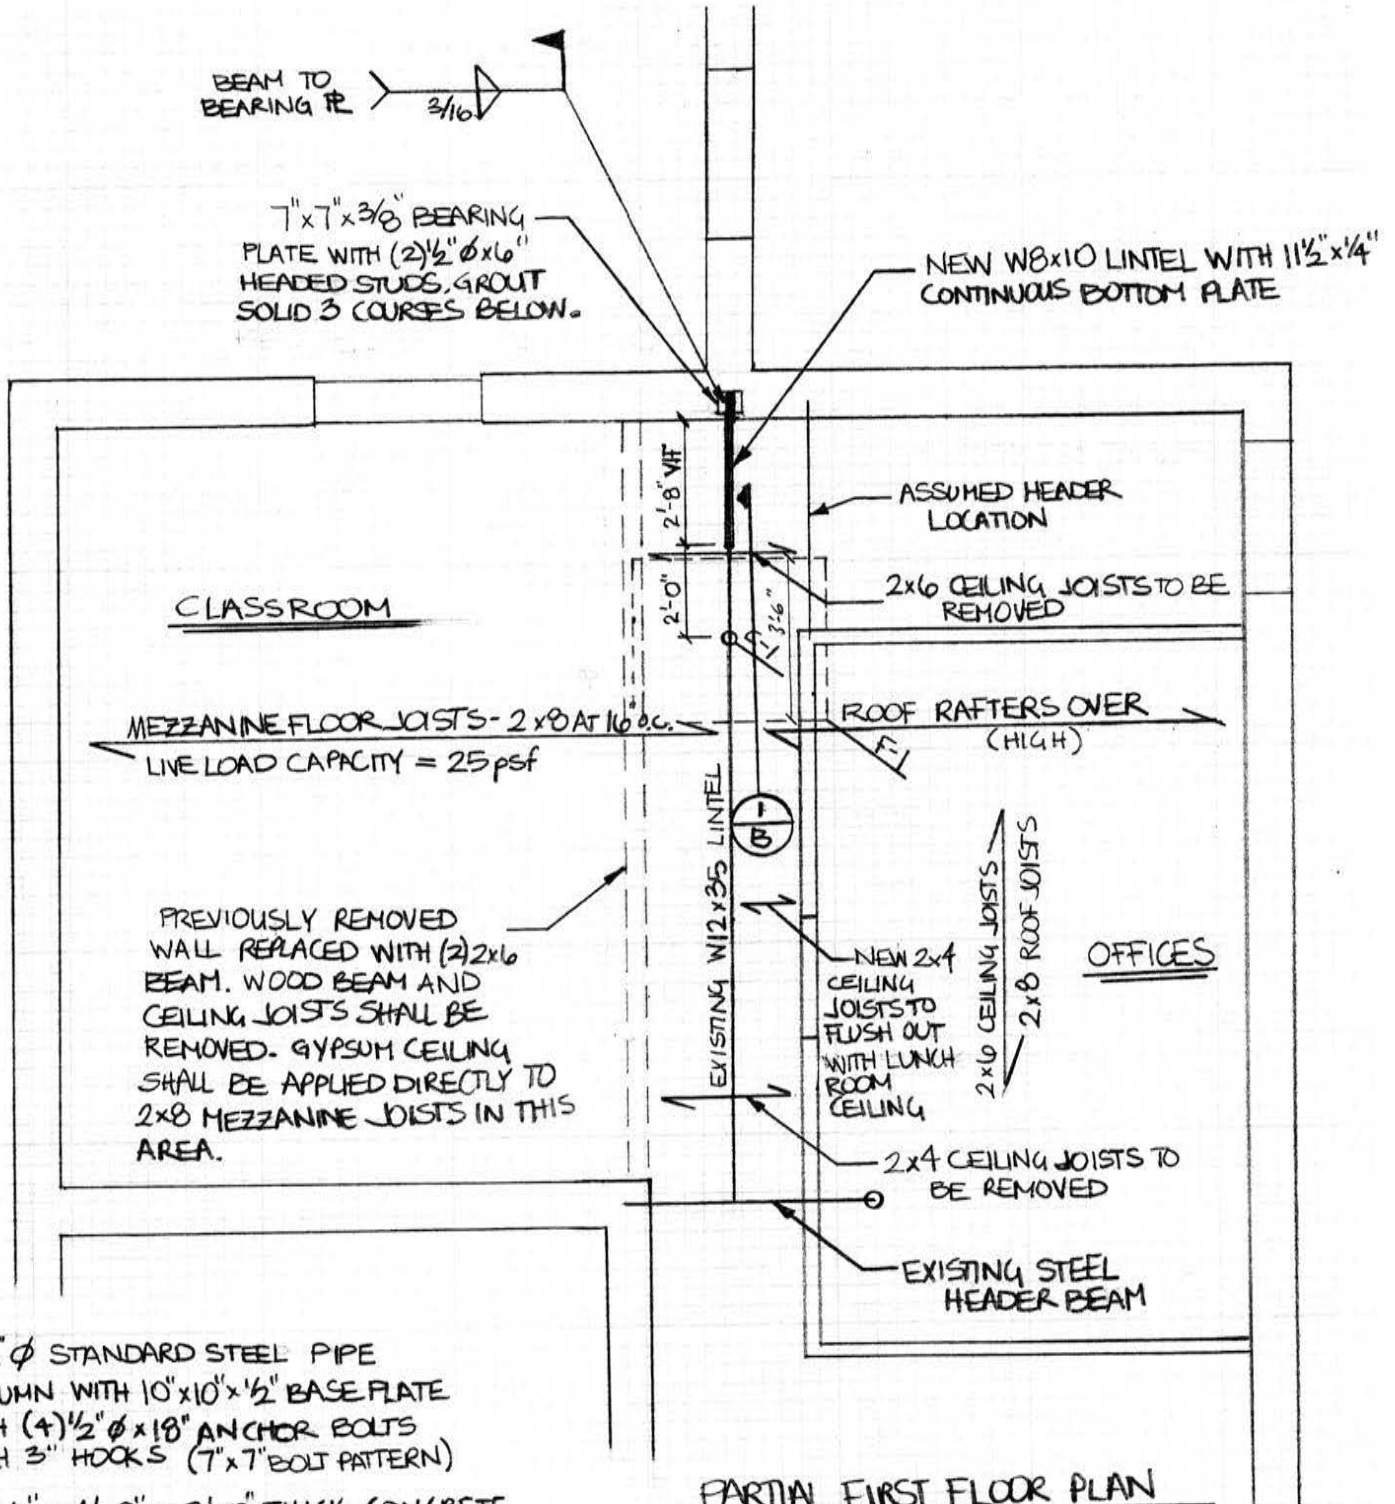 BEAM TO
BEARING PL
3/16
7"x7"x3/8" BEARING
PLATE WITH (2)1/2"Øx6"
HEADED STUDS. GROUT
SOLID 3 COURSES BELOW.
NEW W8x10 LINTEL WITH 11 1/2"x1/4"
CONTINUOUS BOTTOM PLATE
2'-8" VIF
ASSUMED HEADER
LOCATION
2'-0"
3'-6"
2x6 CEILING JOISTS TO BE
REMOVED
CLASSROOM
MEZZANINE FLOOR JOISTS - 2x8 AT 16" o.c.
LIVE LOAD CAPACITY = 25psf
ROOF RAFTERS OVER
(HIGH)
F-1
1
B
EXISTING W12x35 LINTEL
PREVIOUSLY REMOVED
WALL REPLACED WITH (2)2x6
BEAM. WOOD BEAM AND
CEILING JOISTS SHALL BE
REMOVED. GYPSUM CEILING
SHALL BE APPLIED DIRECTLY TO
2x8 MEZZANINE JOISTS IN THIS
AREA.
NEW 2x4
CEILING
JOISTS TO
FLUSH OUT
WITH LUNCH
ROOM
CEILING
2x6 CEILING JOISTS
2x8 ROOF JOISTS
OFFICES
2x4 CEILING JOISTS TO
BE REMOVED
EXISTING STEEL
HEADER BEAM
"Ø STANDARD STEEL PIPE
UMN WITH 10"x10"x1/2" BASE PLATE
H (4)1/2"Øx18" ANCHOR BOLTS
H 3" HOOKS (7"x7" BOLT PATTERN)
THICK CONCRETE
PARTIAL FIRST FLOOR PLAN